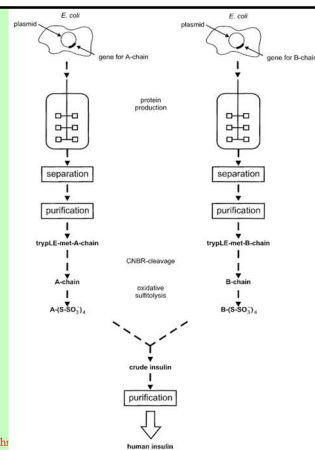 E. coli
E. coli
plasmid
plasmid
gene for A-chain
gene for B-chain
protein
production
separation
separation
purification
purification
trypLE-met-A-chain
trypLE-met-B-chain
CNBR-cleavage
A-chain
B-chain
oxidative
sulfitolysis
A-(S-SO3)4
B-(S-SO3)4
crude insulin
purification
human insulin